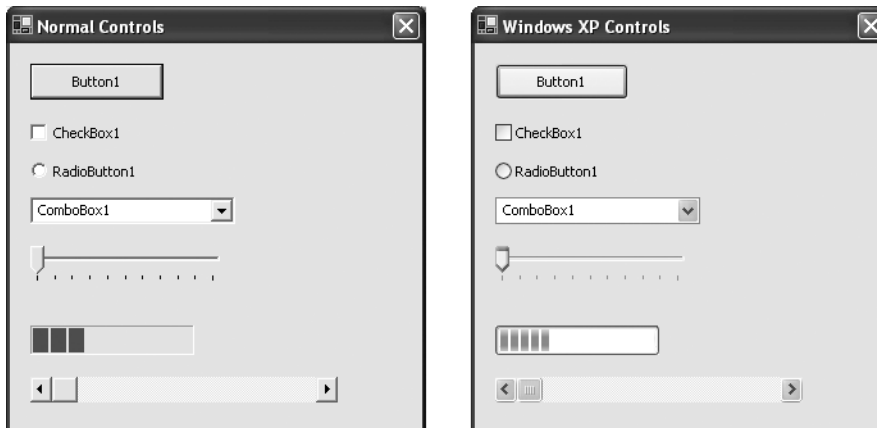 Normal Controls
Button1
CheckBox1
RadioButton1
ComboBox1
Windows XP Controls
Button1
CheckBox1
RadioButton1
ComboBox1